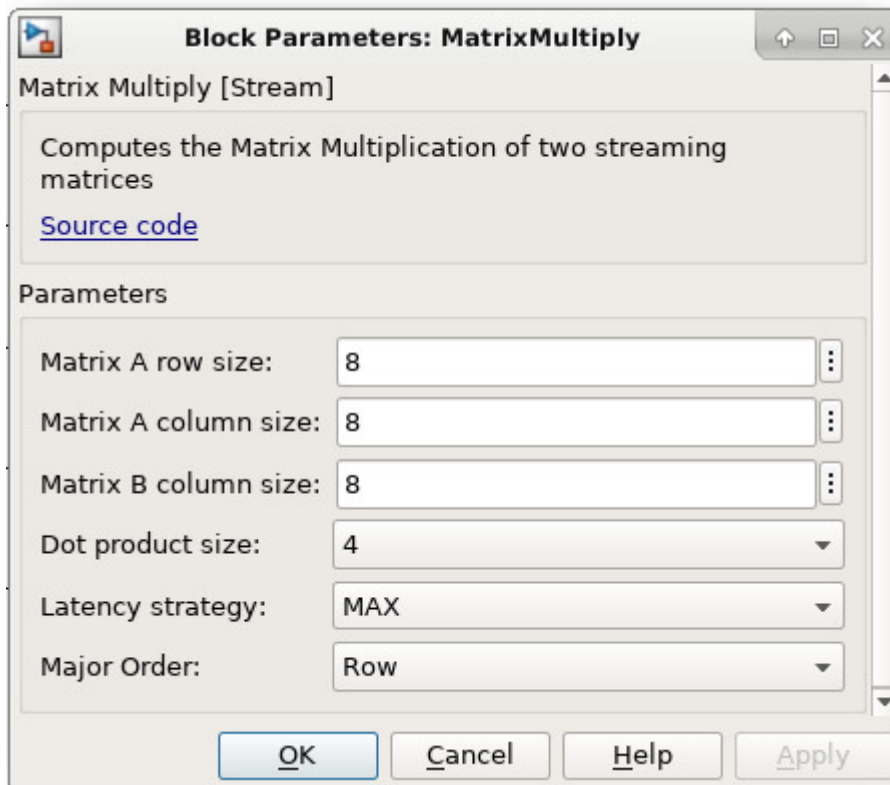 Block Parameters: MatrixMultiply
Matrix Multiply [Stream]
Computes the Matrix Multiplication of two streaming
matrices
Source code
Parameters
Matrix A row size: 8
Matrix A column size: 8
Matrix B column size: 8
Dot product size: 4
Latency strategy: MAX
Major Order: Row
OK Cancel Help Apply